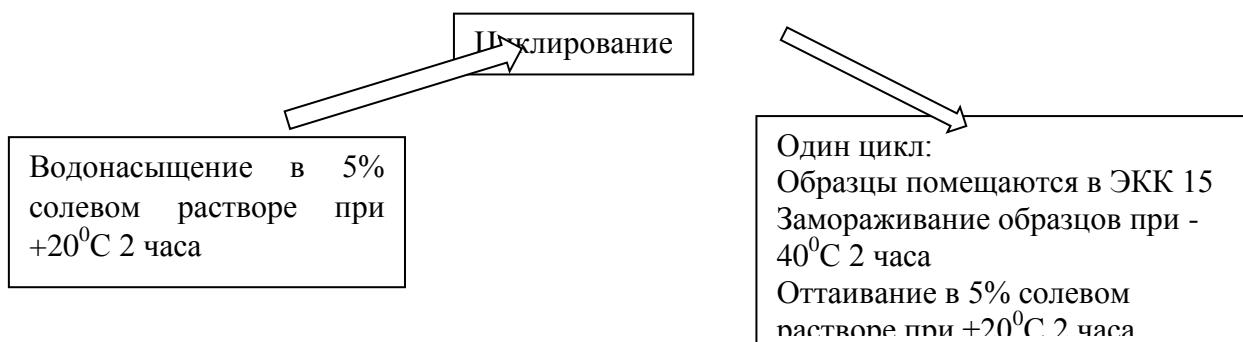 Циклирование
Водонасыщение в 5%
солевом растворе при
+20⁰С 2 часа
Один цикл:
Образцы помещаются в ЭКК 15
Замораживание образцов при -
40⁰С 2 часа
Оттаивание в 5% солевом
растворе при +20⁰С 2 часа